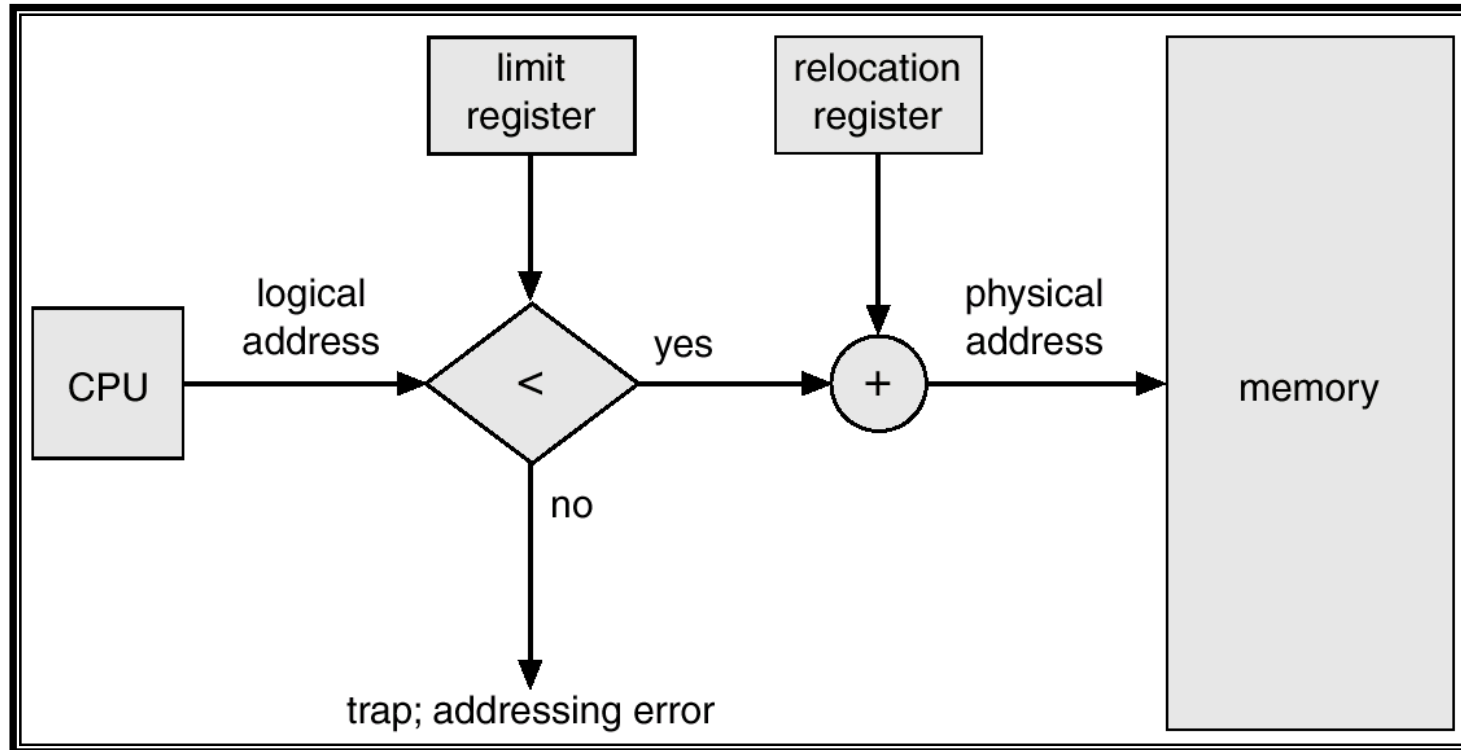 limit
register
relocation
register
logical
address
physical
address
yes
CPU
<
+
memory
no
trap; addressing error